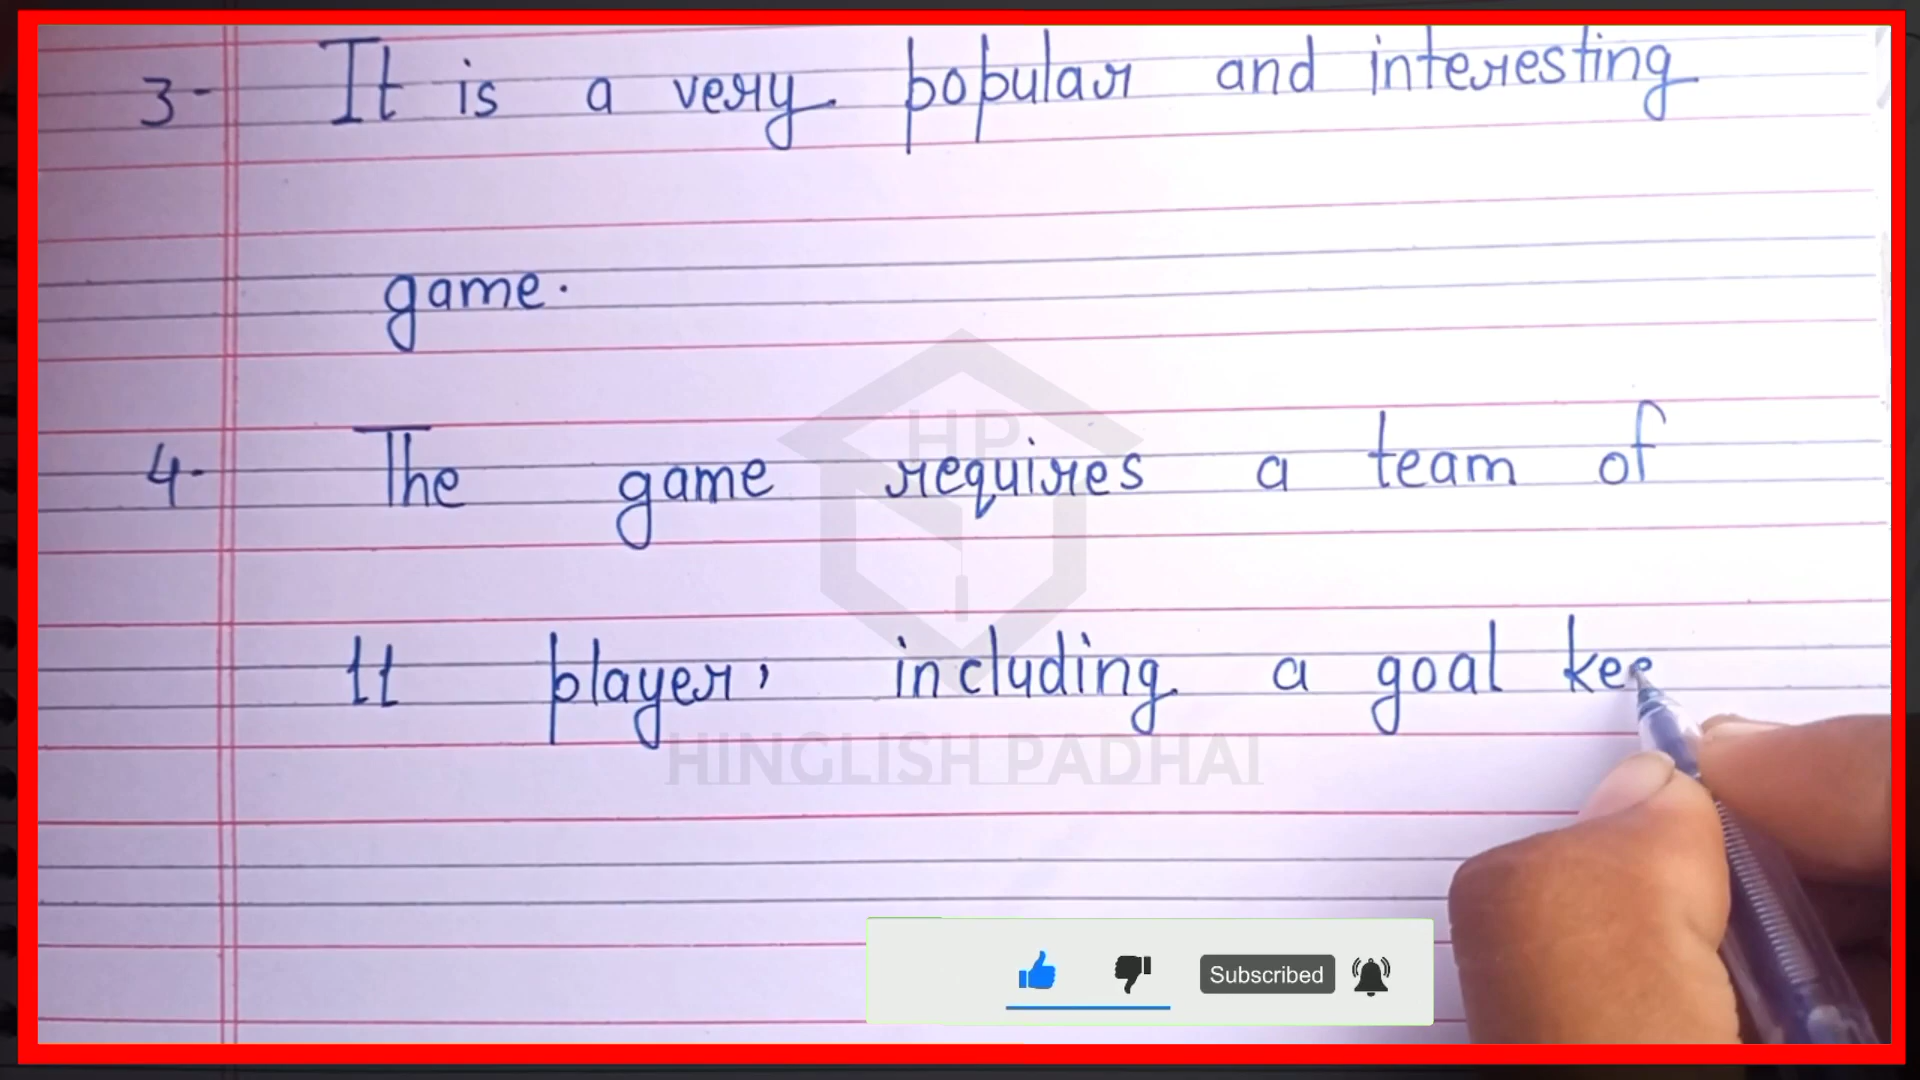 3- It is a very popular and interesting
game.
4- The game requires a team of
HP
11 player, including a goal kee
HINGLISH PADHAI
Subscribed